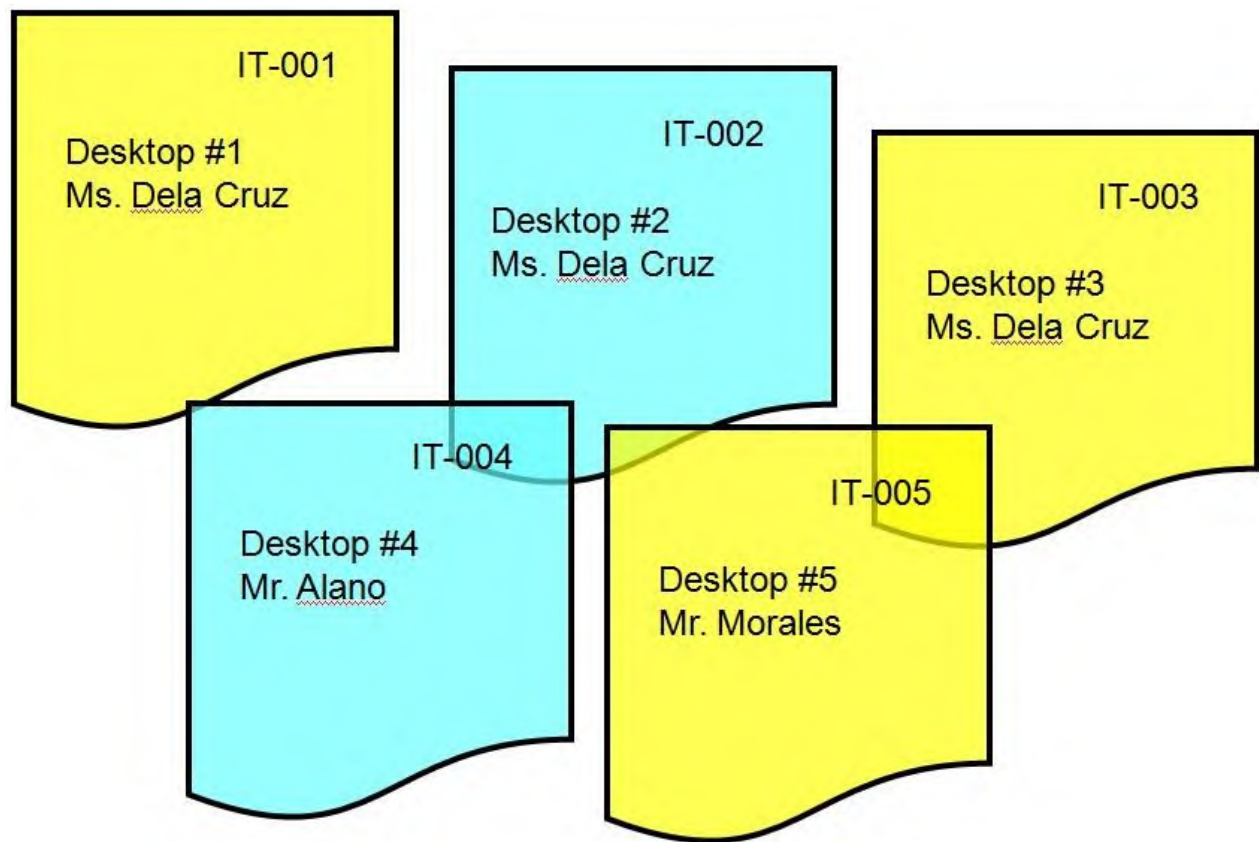 IT-001
Desktop #1
Ms. Dela Cruz
IT-002
Desktop #2
Ms. Dela Cruz
IT-003
Desktop #3
Ms. Dela Cruz
IT-004
Desktop #4
Mr. Alano
IT-005
Desktop #5
Mr. Morales